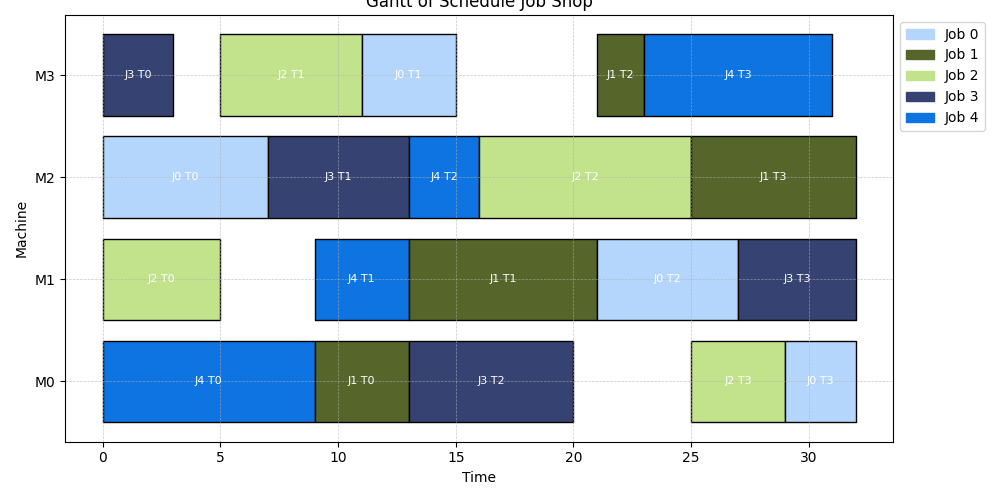 Gantt of Schedule Job Shop
Machine
M3
J3 T0
J2 T1
J0 T1
J1 T2
J4 T3
M2
J0 T0
J3 T1
J4 T2
J2 T2
J1 T3
M1
J2 T0
J4 T1
J1 T1
J0 T2
J3 T3
M0
J4 T0
J1 T0
J3 T2
J2 T3
J0 T3
0 5 10 15 20 25 30
Time
Job 0
Job 1
Job 2
Job 3
Job 4